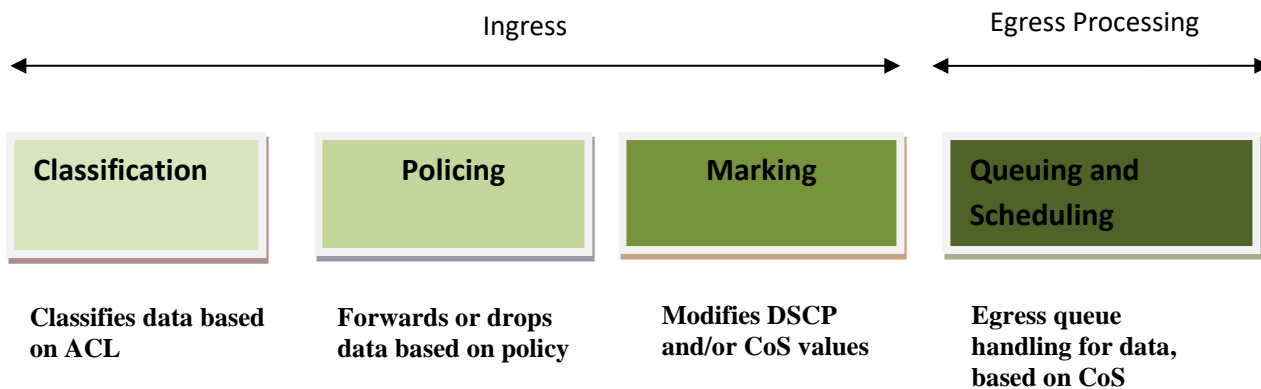 Ingress
Egress Processing
Classification
Policing
Marking
Queuing and
Scheduling
Classifies data based
on ACL
Forwards or drops
data based on policy
Modifies DSCP
and/or CoS values
Egress queue
handling for data,
based on CoS